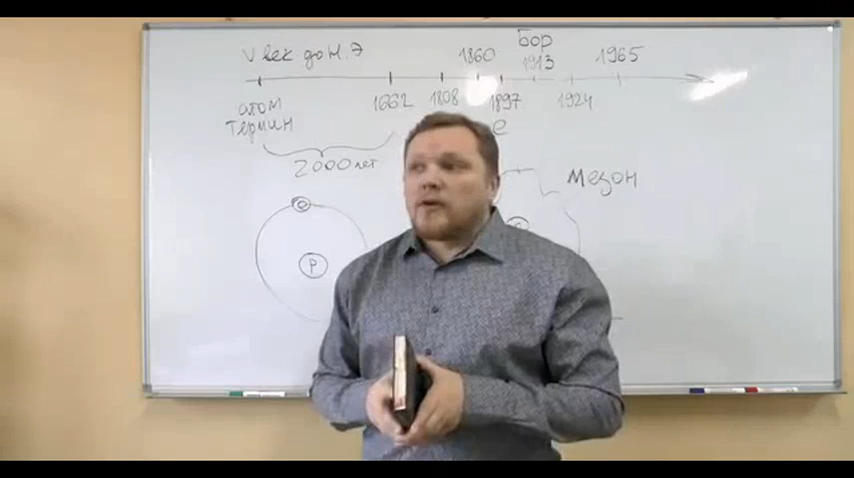 V век до н.э
1860
Бор
1913
1965
атом
термин
1662
1808
1897
1924
e
2000 лет
мезон
e
P